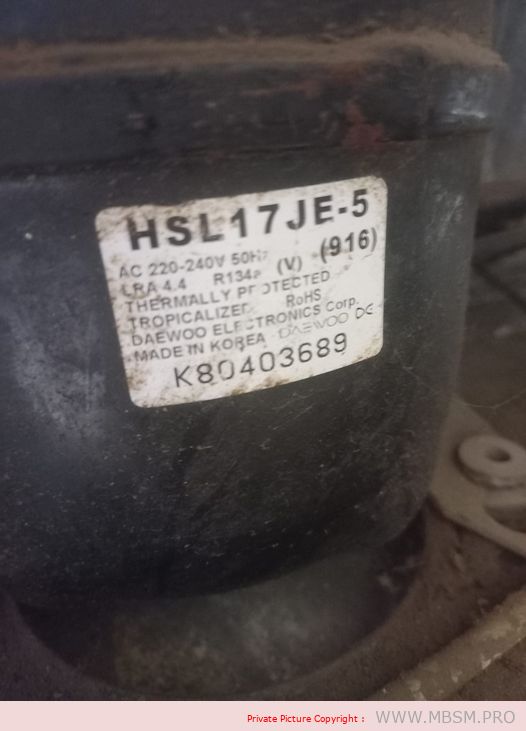 HSL17JE-5
AC 220-240V 50Hz (V) (916)
LRA 4.4 R134a
THERMALLY PROTECTED
TROPICALIZED RoHS
DAEWOO ELECTRONICS Corp.
MADE IN KOREA DAEWOO DE
K80403689
Private Picture Copyright : WWW.MBSM.PRO